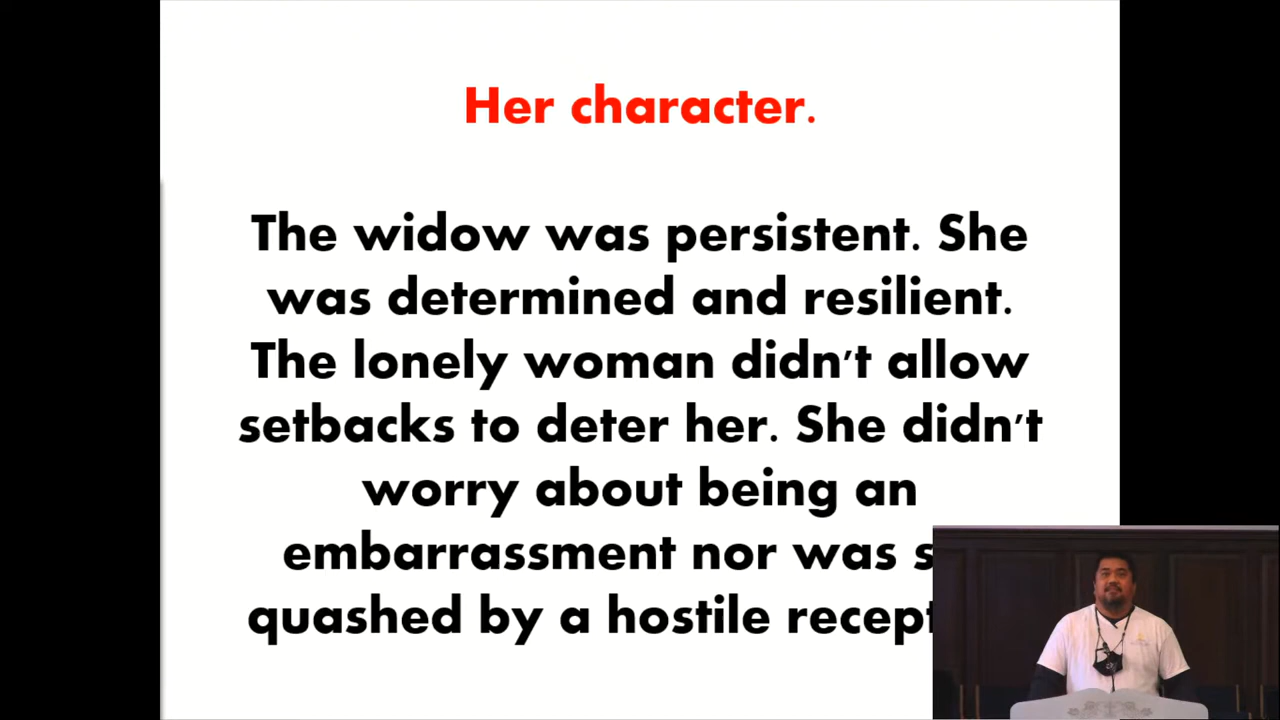 Her character.
The widow was persistent. She
was determined and resilient.
The lonely woman didn't allow
setbacks to deter her. She didn't
worry about being an
embarrassment nor was
quashed by a hostile